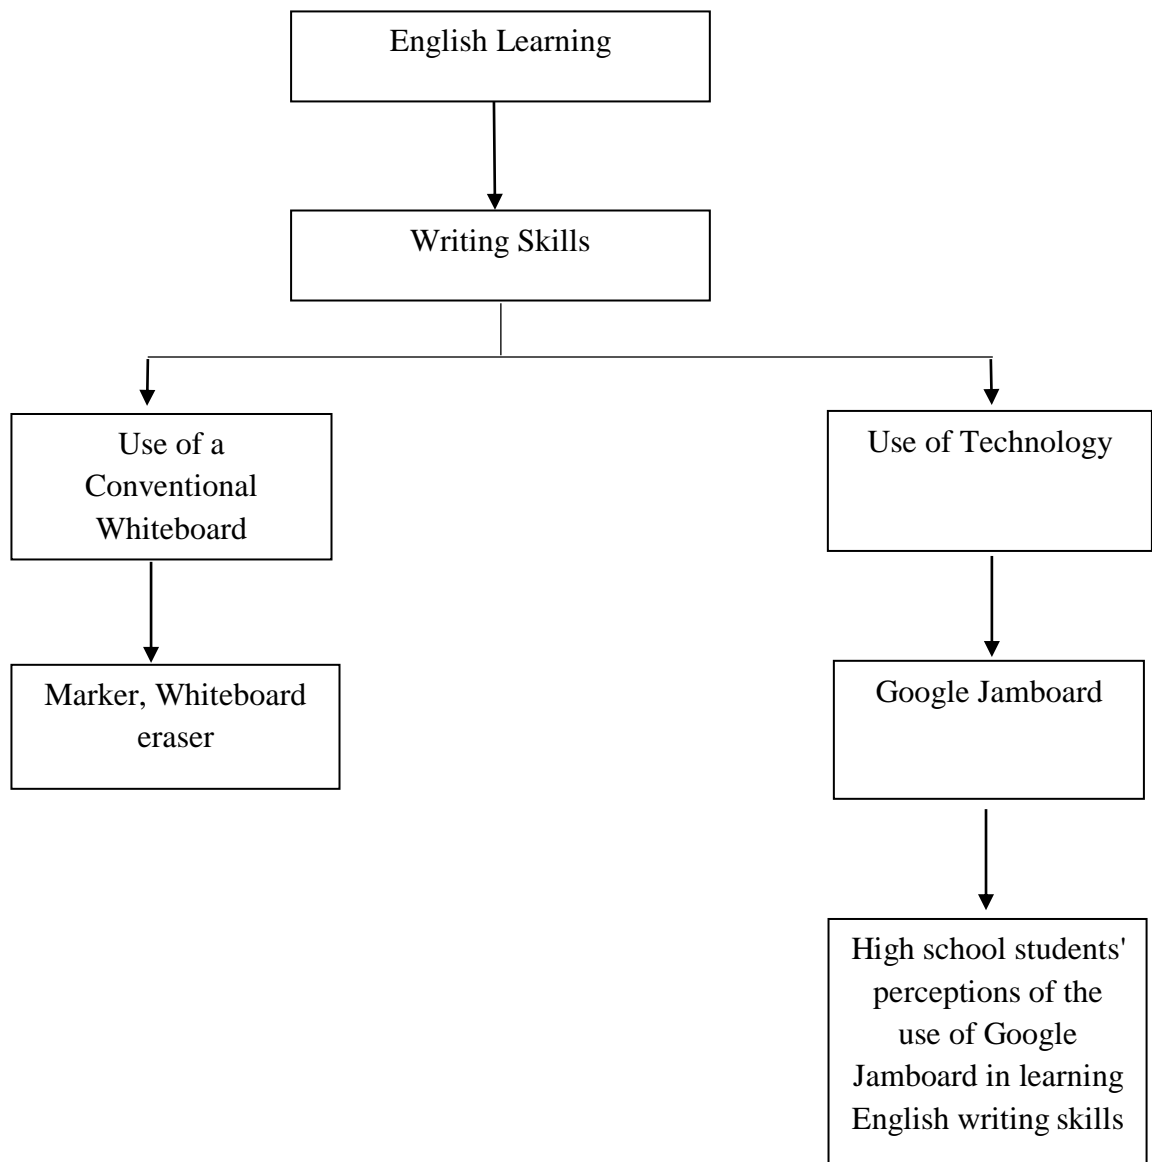 English Learning
Writing Skills
Use of a
Conventional
Whiteboard
Use of Technology
Marker, Whiteboard
eraser
Google Jamboard
High school students'
perceptions of the
use of Google
Jamboard in learning
English writing skills